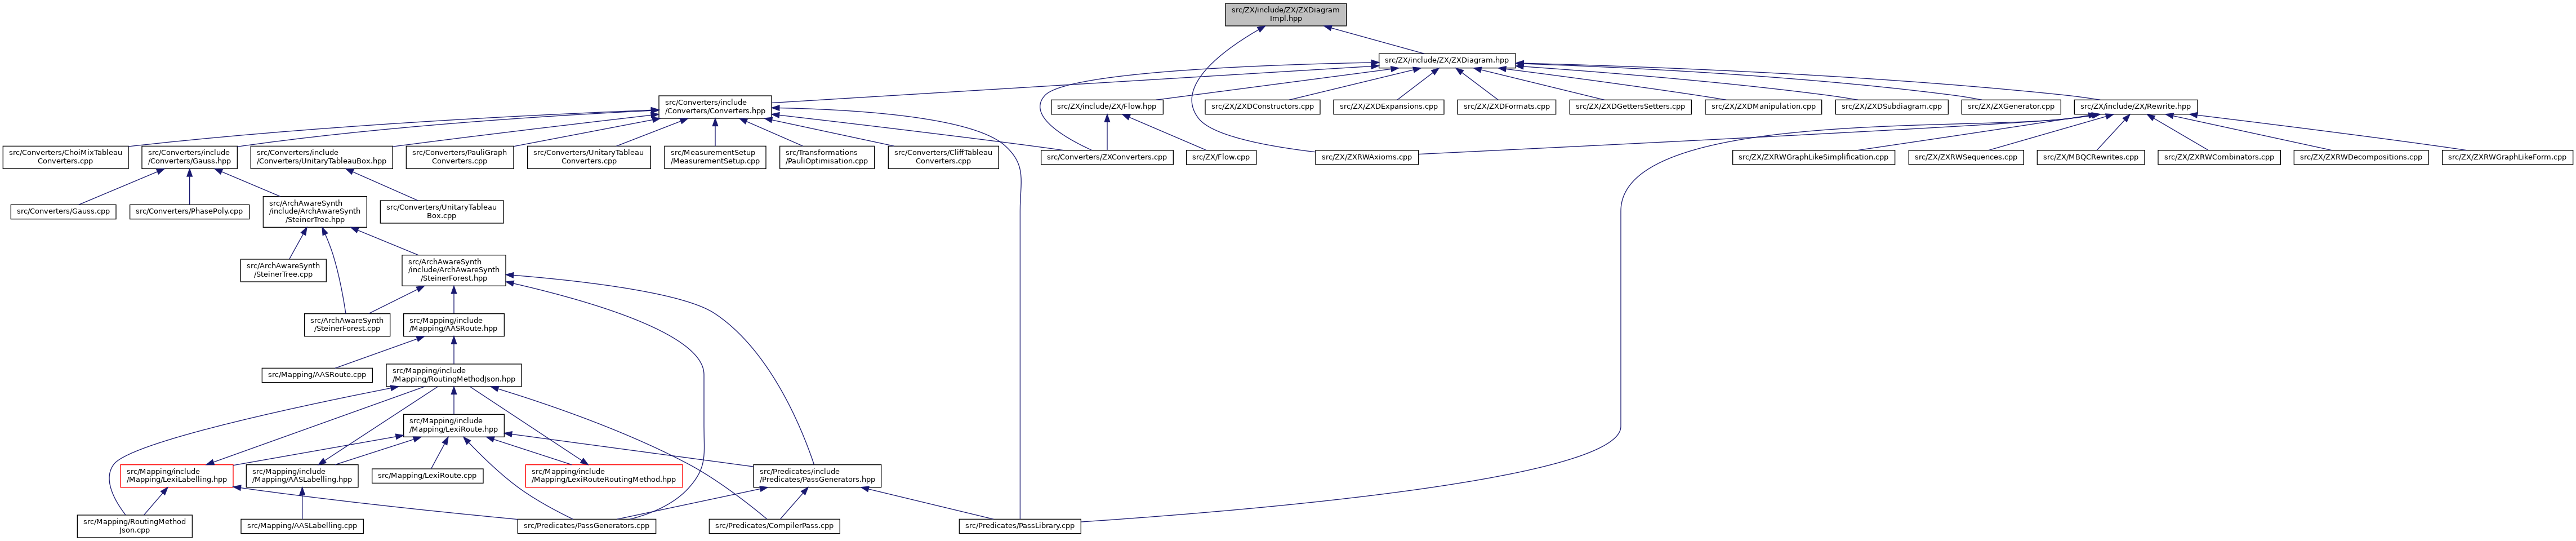 src/ZX/include/ZX/ZXDiagram
Impl.hpp
src/ZX/include/ZX/ZXDiagram.hpp
src/Converters/include
/Converters/Converters.hpp
src/ZX/include/ZX/Flow.hpp
src/ZX/ZXDConstructors.cpp
src/ZX/ZXDExpansions.cpp
src/ZX/ZXDFormats.cpp
src/ZX/ZXDGettersSetters.cpp
src/ZX/ZXDManipulation.cpp
src/ZX/ZXDSubdiagram.cpp
src/ZX/ZXGenerator.cpp
src/ZX/include/ZX/Rewrite.hpp
src/Converters/ChoiMixTableau
Converters.cpp
src/Converters/include
/Converters/Gauss.hpp
src/Converters/include
/Converters/UnitaryTableauBox.hpp
src/Converters/PauliGraph
Converters.cpp
src/Converters/UnitaryTableau
Converters.cpp
src/MeasurementSetup
/MeasurementSetup.cpp
src/Transformations
/PauliOptimisation.cpp
src/Converters/CliffTableau
Converters.cpp
src/Converters/ZXConverters.cpp
src/ZX/Flow.cpp
src/ZX/ZXRWAxioms.cpp
src/ZX/ZXRWGraphLikeSimplification.cpp
src/ZX/ZXRWSequences.cpp
src/ZX/MBQCRewrites.cpp
src/ZX/ZXRWCombinators.cpp
src/ZX/ZXRWDecompositions.cpp
src/ZX/ZXRWGraphLikeForm.cpp
src/Converters/Gauss.cpp
src/Converters/PhasePoly.cpp
src/ArchAwareSynth
/include/ArchAwareSynth
/SteinerTree.hpp
src/Converters/UnitaryTableau
Box.cpp
src/ArchAwareSynth
/SteinerTree.cpp
src/ArchAwareSynth
/include/ArchAwareSynth
/SteinerForest.hpp
src/ArchAwareSynth
/SteinerForest.cpp
src/Mapping/include
/Mapping/AASRoute.hpp
src/Mapping/AASRoute.cpp
src/Mapping/include
/Mapping/RoutingMethodJson.hpp
src/Mapping/include
/Mapping/LexiRoute.hpp
src/Mapping/include
/Mapping/LexiLabelling.hpp
src/Mapping/include
/Mapping/AASLabelling.hpp
src/Mapping/LexiRoute.cpp
src/Mapping/include
/Mapping/LexiRouteRoutingMethod.hpp
src/Predicates/include
/Predicates/PassGenerators.hpp
src/Mapping/RoutingMethod
Json.cpp
src/Mapping/AASLabelling.cpp
src/Predicates/PassGenerators.cpp
src/Predicates/CompilerPass.cpp
src/Predicates/PassLibrary.cpp